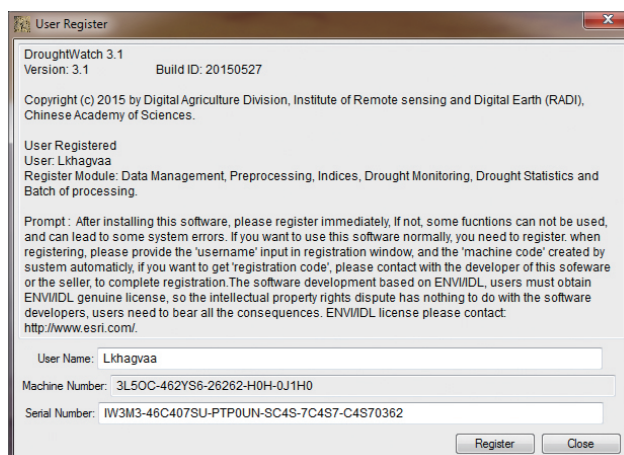 User Register
DroughtWatch 3.1
Version: 3.1 Build ID: 20150527
Copyright (c) 2015 by Digital Agriculture Division, Institute of Remote sensing and Digital Earth (RADI),
Chinese Academy of Sciences.
User Registered
User: Lkhagvaa
Register Module: Data Management, Preprocessing, Indices, Drought Monitoring, Drought Statistics and
Batch of processing.
Prompt : After installing this software, please register immediately, If not, some fucntions can not be used,
and can lead to some system errors. If you want to use this software normally, you need to register. when
registering, please provide the 'username' input in registration window, and the 'machine code' created by
sustem automaticly, if you want to get 'registration code', please contact with the developer of this sofeware
or the seller, to complete registration.The software development based on ENVI/IDL, users must obtain
ENVI/IDL genuine license, so the intellectual property rights dispute has nothing to do with the software
developers, users need to bear all the consequences. ENVI/IDL license please contact:
http://www.esri.com/.
User Name: Lkhagvaa
Machine Number: 3L5OC-462YS6-26262-H0H-0J1H0
Serial Number: IW3M3-46C407SU-PTP0UN-SC4S-7C4S7-C4S70362
Register Close